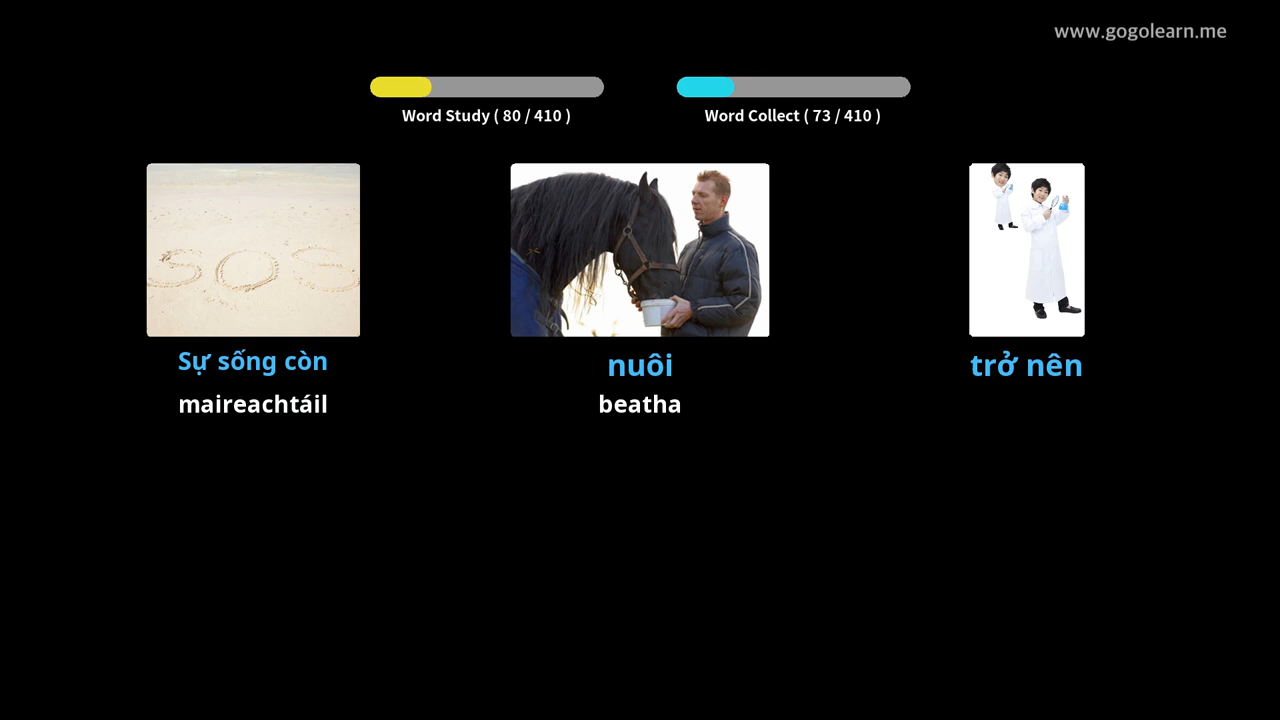 www.gogolearn.me
Word Study ( 80 / 410 )
Word Collect ( 73 / 410 )
SOS
Sự sống còn
nuôi
trở nên
maireachtáil
beatha